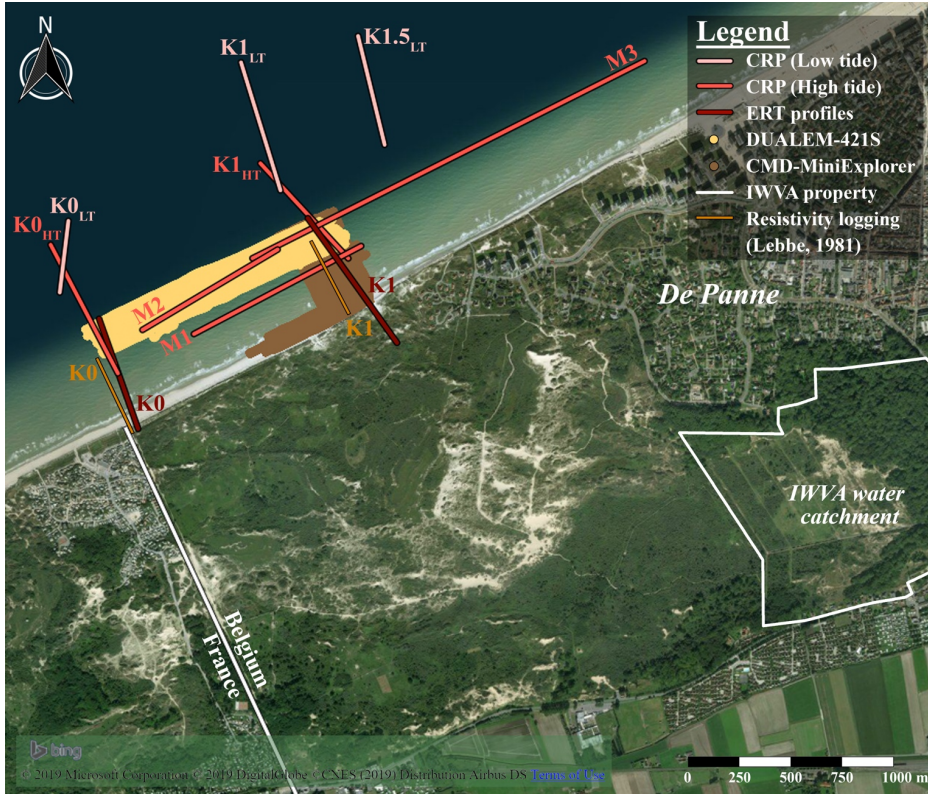 N
K1LT
K1.5LT
M3
Legend
CRP (Low tide)
CRP (High tide)
ERT profiles
DUALEM-421S
CMD-MiniExplorer
IWVA property
Resistivity logging
(Lebbe, 1981)
K1HT
K0LT
K0HT
M2
M1
K1
K1
De Panne
K0
K0
IWVA water
catchment
Belgium
France
bing
© 2019 Microsoft Corporation © 2019 DigitalGlobe ©CNES (2019) Distribution Airbus DS Terms of Use
0 250 500 750 1000 m